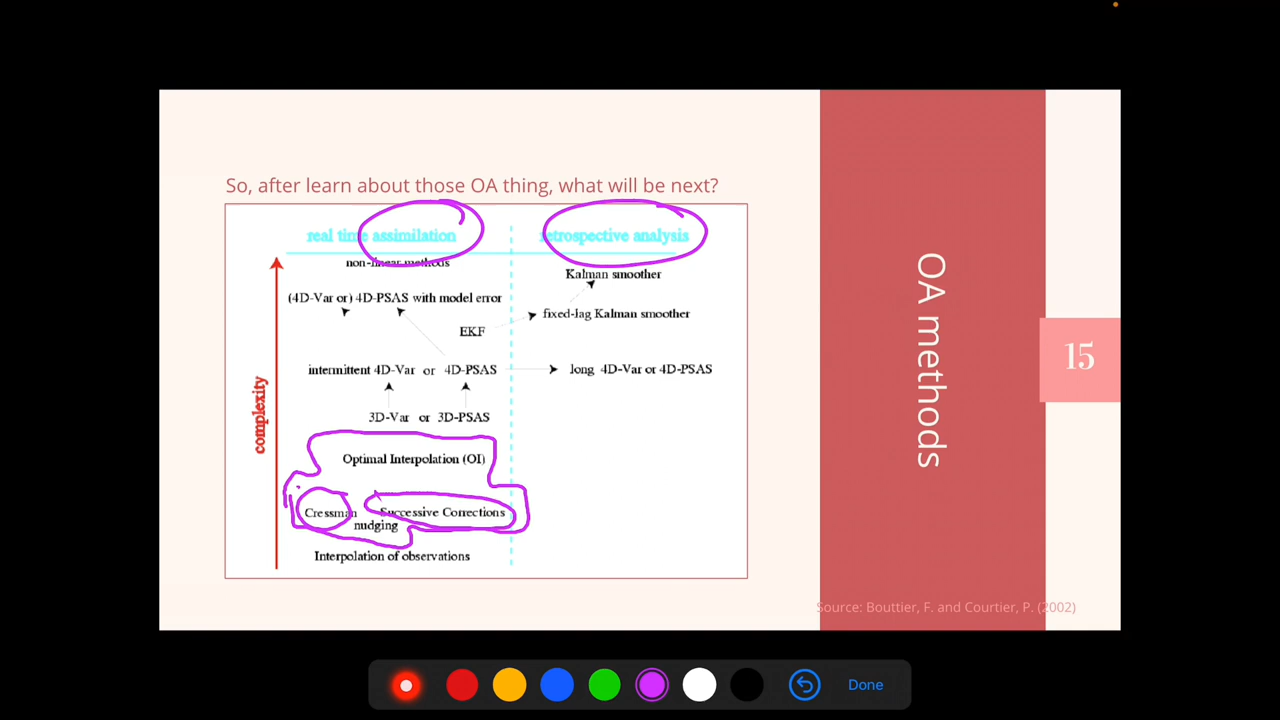 So, after learn about those OA thing, what will be next?
real time assimilation
retrospective analysis
non-linear methods
Kalman smoother
(4D-Var or) 4D-PSAS with model error
fixed-lag Kalman smoother
EKF
intermittent 4D-Var or 4D-PSAS
long 4D-Var or 4D-PSAS
3D-Var or 3D-PSAS
Optimal Interpolation (OI)
Cressman
Successive Corrections
nudging
Interpolation of observations
complexity
OA methods
15
Source: Bouttier, F. and Courtier, P. (2002)
Done